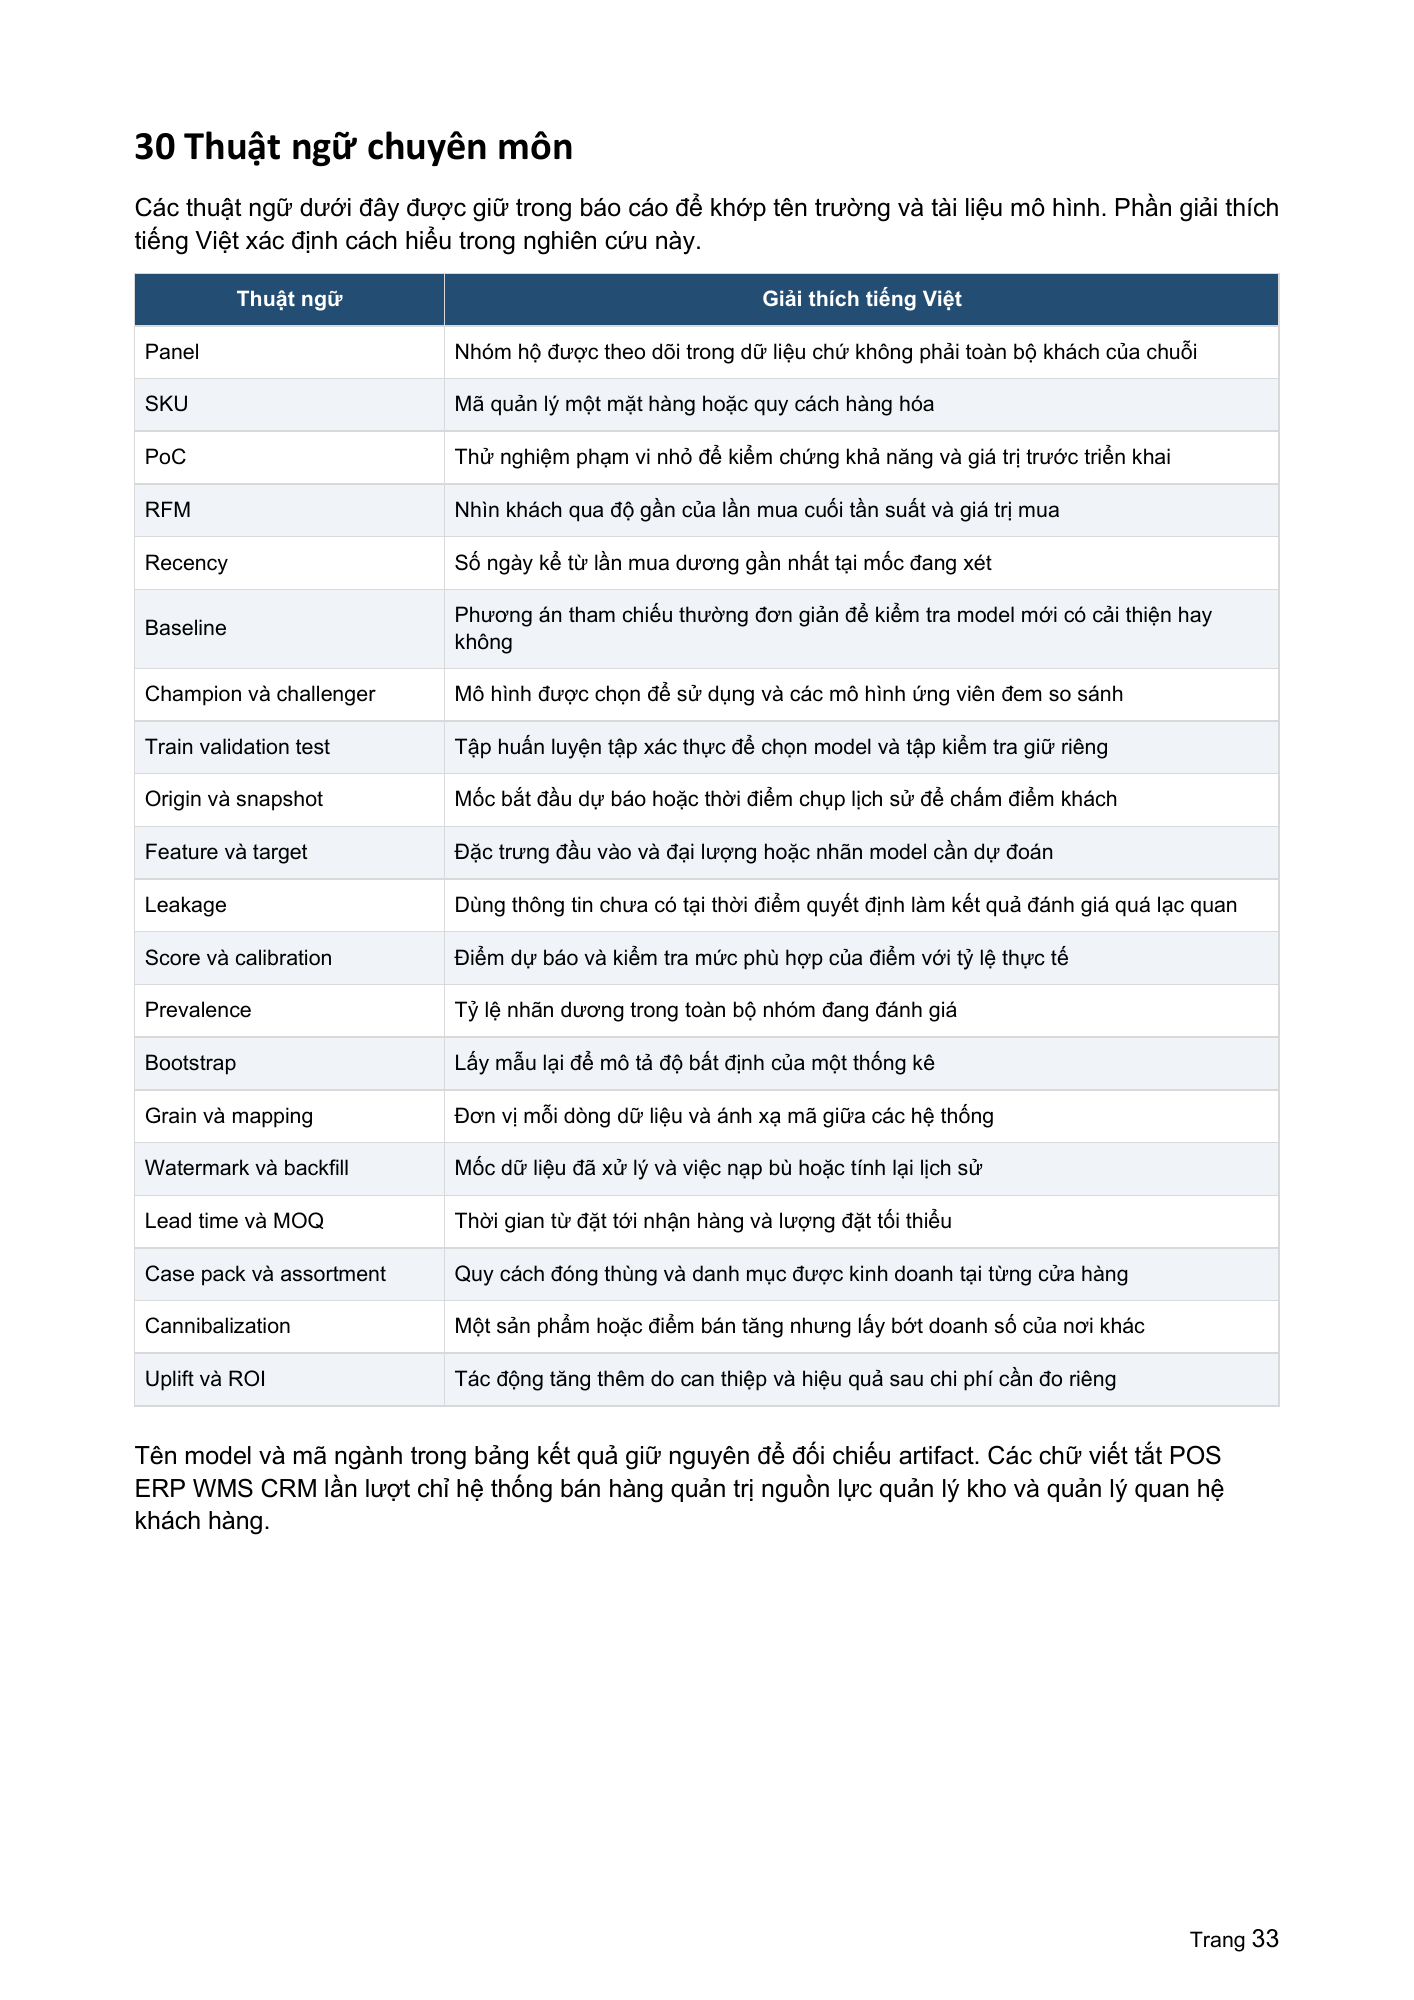 30 Thuật ngữ chuyên môn
Các thuật ngữ dưới đây được giữ trong báo cáo để khớp tên trường và tài liệu mô hình. Phần giải thích
tiếng Việt xác định cách hiểu trong nghiên cứu này.
Thuật ngữ Giải thích tiếng Việt
Panel Nhóm hộ được theo dõi trong dữ liệu chứ không phải toàn bộ khách của chuỗi
SKU Mã quản lý một mặt hàng hoặc quy cách hàng hóa
PoC Thử nghiệm phạm vi nhỏ để kiểm chứng khả năng và giá trị trước triển khai
RFM Nhìn khách qua độ gần của lần mua cuối tần suất và giá trị mua
Recency Số ngày kể từ lần mua dương gần nhất tại mốc đang xét
Baseline Phương án tham chiếu thường đơn giản để kiểm tra model mới có cải thiện hay
không
Champion và challenger Mô hình được chọn để sử dụng và các mô hình ứng viên đem so sánh
Train validation test Tập huấn luyện tập xác thực để chọn model và tập kiểm tra giữ riêng
Origin và snapshot Mốc bắt đầu dự báo hoặc thời điểm chụp lịch sử để chấm điểm khách
Feature và target Đặc trưng đầu vào và đại lượng hoặc nhãn model cần dự đoán
Leakage Dùng thông tin chưa có tại thời điểm quyết định làm kết quả đánh giá quá lạc quan
Score và calibration Điểm dự báo và kiểm tra mức phù hợp của điểm với tỷ lệ thực tế
Prevalence Tỷ lệ nhãn dương trong toàn bộ nhóm đang đánh giá
Bootstrap Lấy mẫu lại để mô tả độ bất định của một thống kê
Grain và mapping Đơn vị mỗi dòng dữ liệu và ánh xạ mã giữa các hệ thống
Watermark và backfill Mốc dữ liệu đã xử lý và việc nạp bù hoặc tính lại lịch sử
Lead time và MOQ Thời gian từ đặt tới nhận hàng và lượng đặt tối thiểu
Case pack và assortment Quy cách đóng thùng và danh mục được kinh doanh tại từng cửa hàng
Cannibalization Một sản phẩm hoặc điểm bán tăng nhưng lấy bớt doanh số của nơi khác
Uplift và ROI Tác động tăng thêm do can thiệp và hiệu quả sau chi phí cần đo riêng
Tên model và mã ngành trong bảng kết quả giữ nguyên để đối chiếu artifact. Các chữ viết tắt POS
ERP WMS CRM lần lượt chỉ hệ thống bán hàng quản trị nguồn lực quản lý kho và quản lý quan hệ
khách hàng.
Trang 33